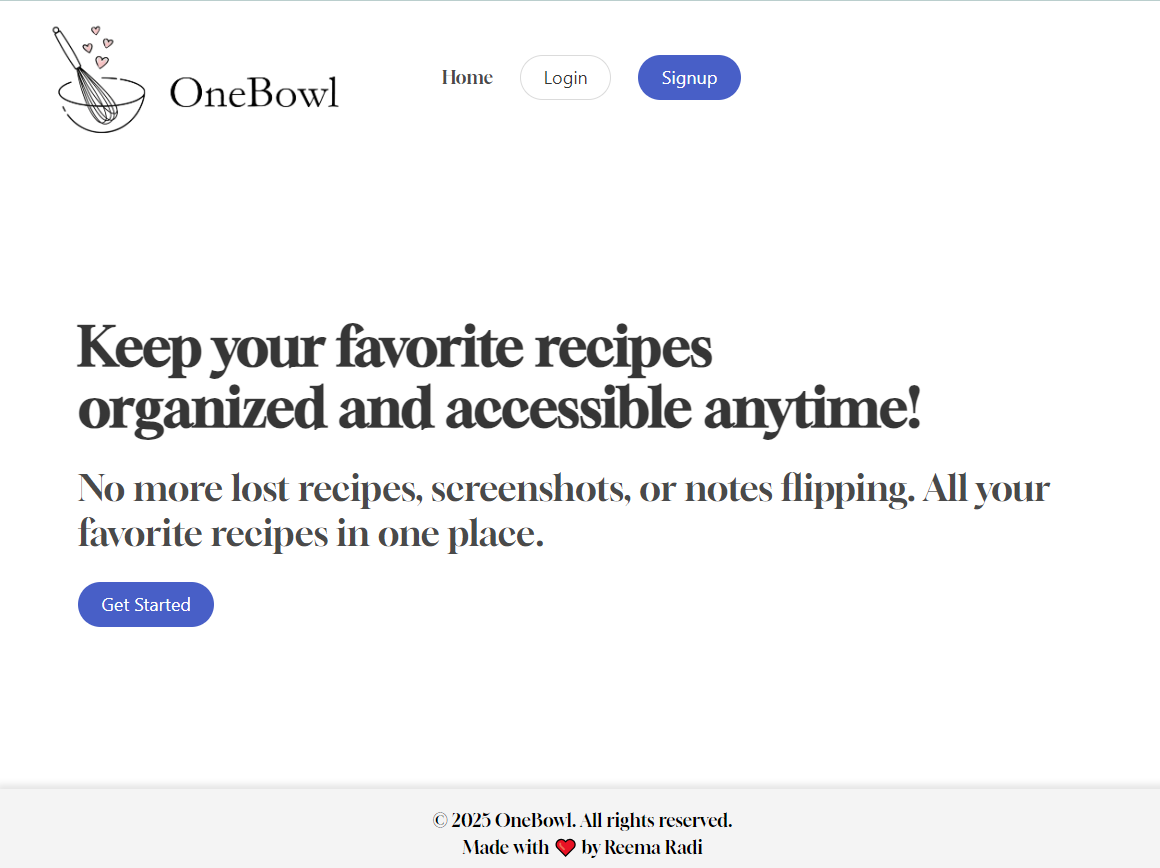 OneBowl
Home
Login
Signup
Keep your favorite recipes
organized and accessible anytime!
No more lost recipes, screenshots, or notes flipping. All your
favorite recipes in one place.
Get Started
© 2025 OneBowl. All rights reserved.
Made with ❤️ by Reema Radi